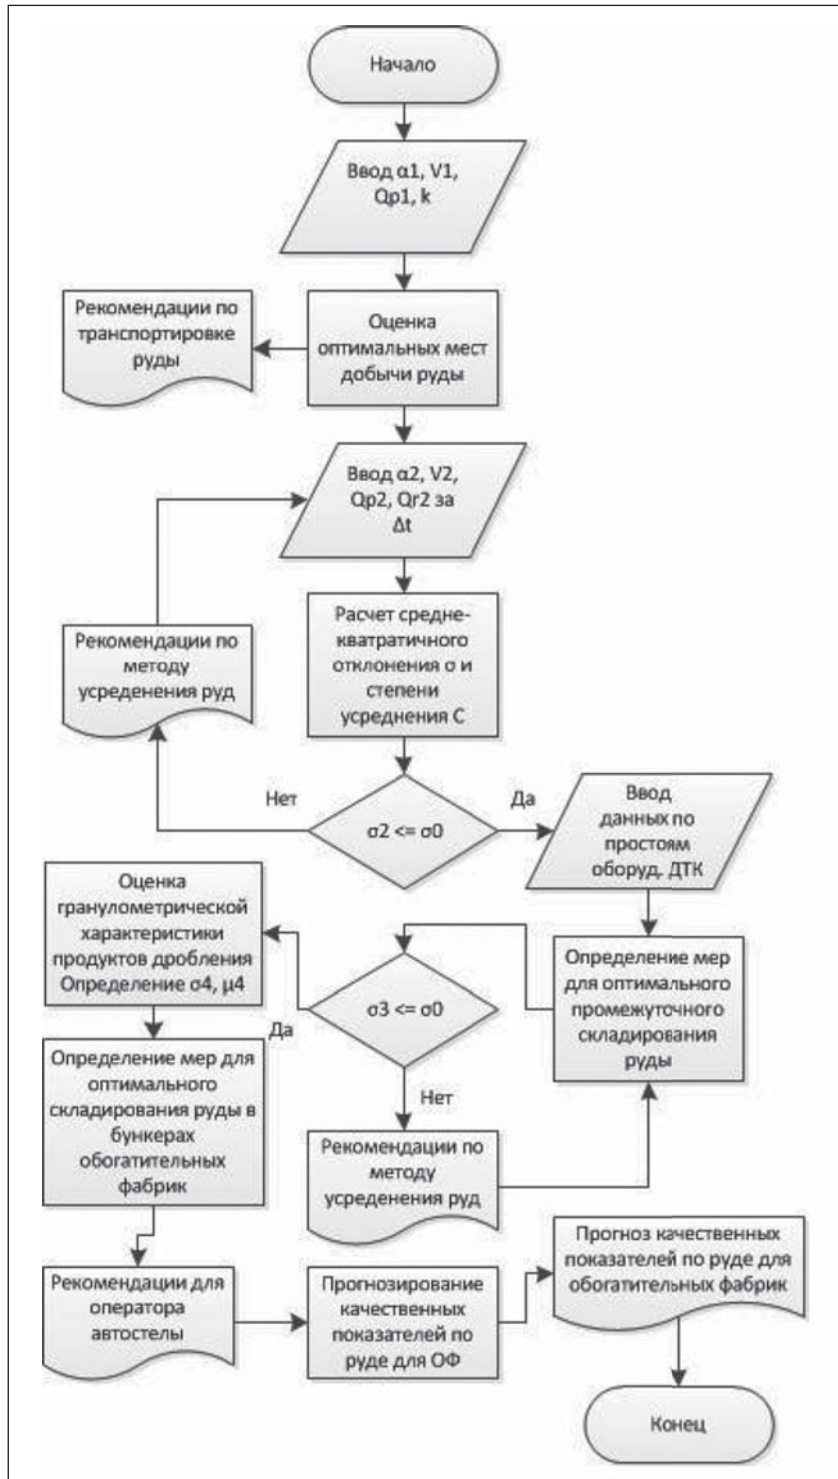 Начало
Ввод α1, V1,
Qp1, k
Рекомендации по
транспортировке
руды
Оценка
оптимальных мест
добычи руды
Ввод α2, V2,
Qp2, Qr2 за
Δt
Рекомендации по
методу
усреденения руд
Расчет средне-
кватратичного
отклонения σ и
степени
усреднения С
Нет
σ2 <= σ0
Да
Ввод
данных по
простоям
оборуд. ДТК
Оценка
гранулометрической
характеристики
продуктов дробления
Определение σ4, μ4
σ3 <= σ0
Определение мер
для оптимального
промежуточного
складирования
руды
Да
Нет
Определение мер для
оптимального
складирования руды в
бункерах
обогатительных
фабрик
Рекомендации по
методу
усреденения руд
Рекомендации для
оператора
автостелы
Прогнозирование
качественных
показателей по
руде для ОФ
Прогноз качественных
показателей по руде для
обогатительных фабрик
Конец